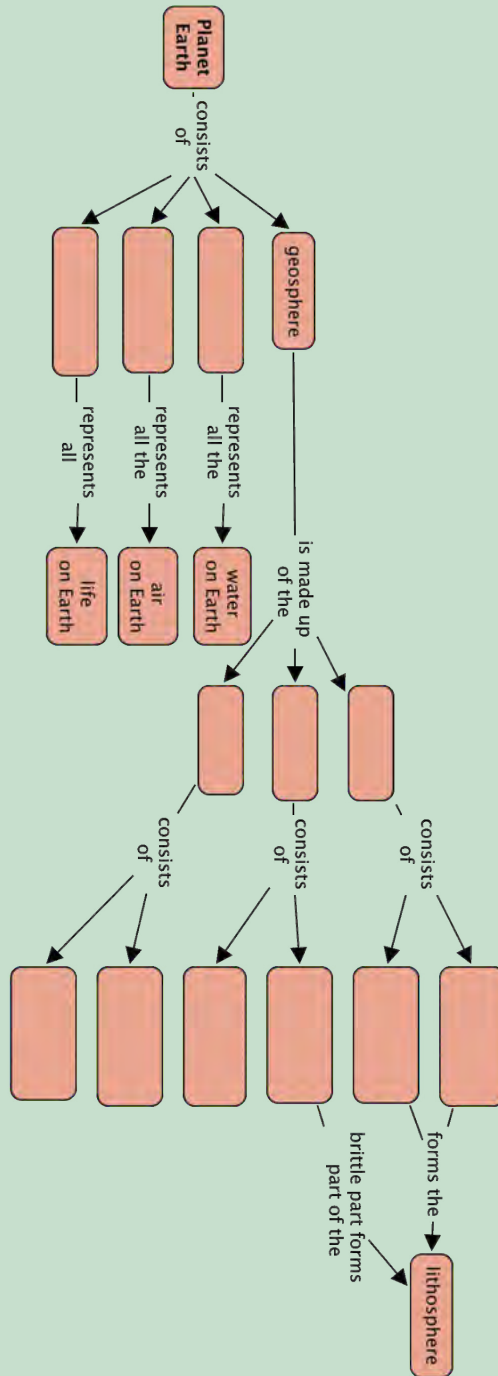 Planet
Earth
consists
of
geosphere
represents
all the
represents
all the
represents
all
water
on Earth
air
on Earth
life
on Earth
is made up
of the
consists
of
consists
of
consists
of
forms the
brittle part forms
part of the
lithosphere